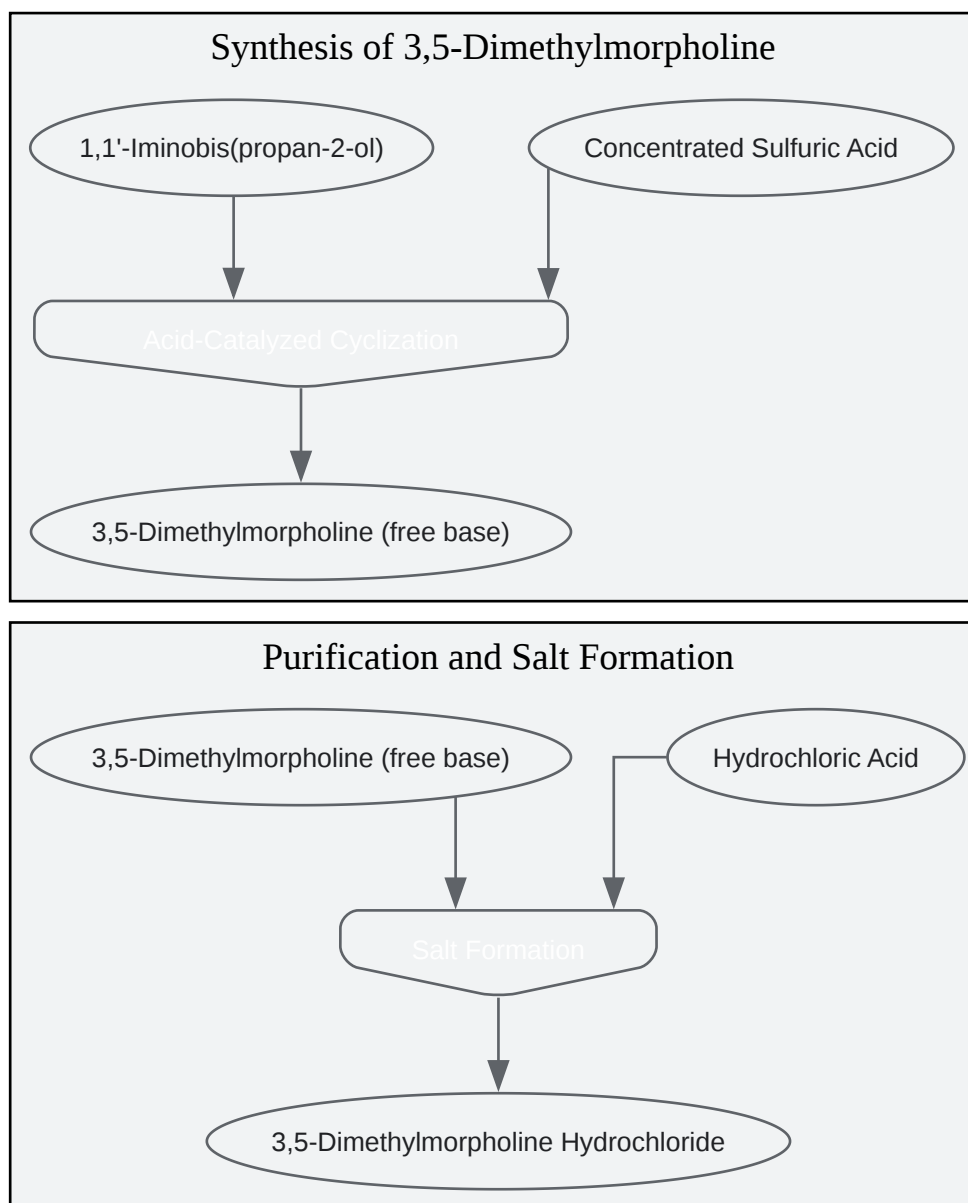 Synthesis of 3,5-Dimethylmorpholine
1,1'-Iminobis(propan-2-ol)
Concentrated Sulfuric Acid
Acid-Catalyzed Cyclization
3,5-Dimethylmorpholine (free base)
Purification and Salt Formation
3,5-Dimethylmorpholine (free base)
Hydrochloric Acid
Salt Formation
3,5-Dimethylmorpholine Hydrochloride